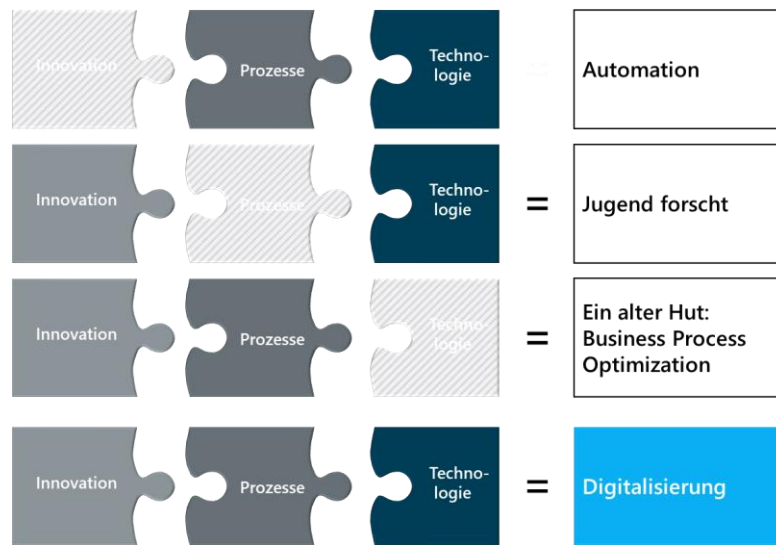 Innovation
Prozesse
Techno-
logie
=
Automation
Innovation
Prozesse
Techno-
logie
=
Jugend forscht
Innovation
Prozesse
Techno-
logie
=
Ein alter Hut:
Business Process
Optimization
Innovation
Prozesse
Techno-
logie
=
Digitalisierung